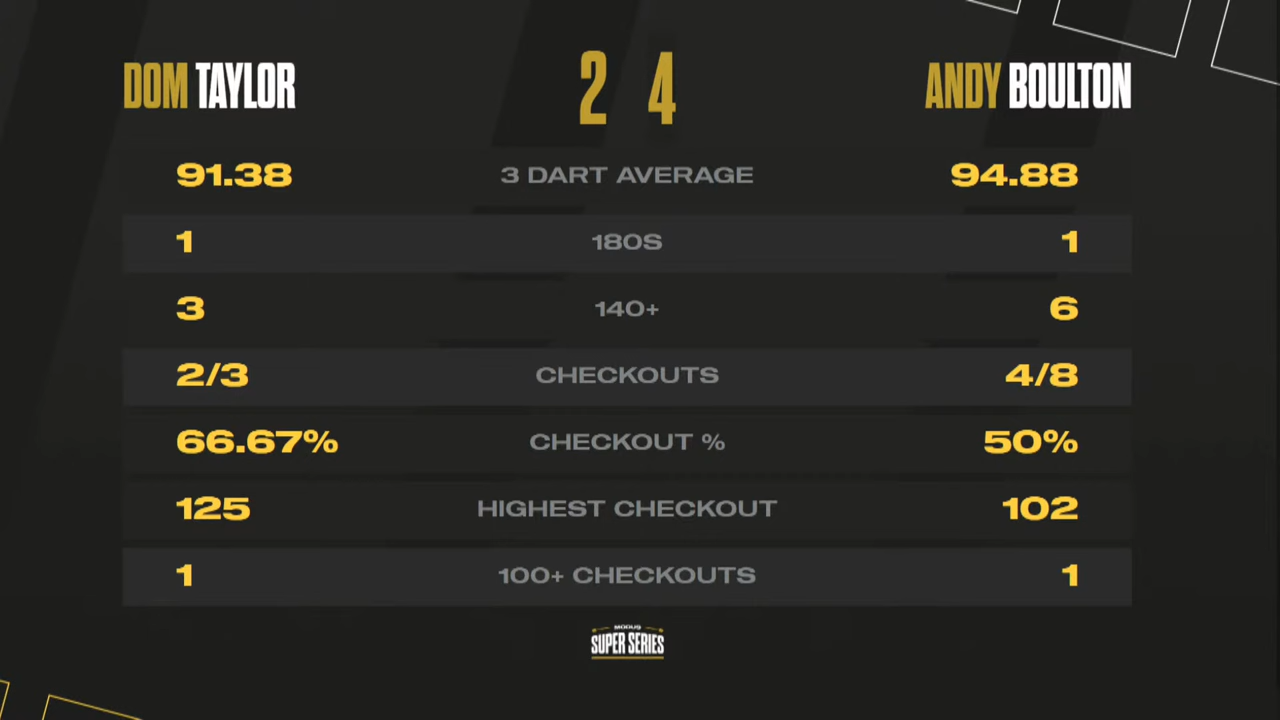 DOM TAYLOR 2 4 ANDY BOULTON
91.38 3 DART AVERAGE 94.88
1 180S 1
3 140+ 6
2/3 CHECKOUTS 4/8
66.67% CHECKOUT % 50%
125 HIGHEST CHECKOUT 102
1 100+ CHECKOUTS 1
MODUS
SUPER SERIES